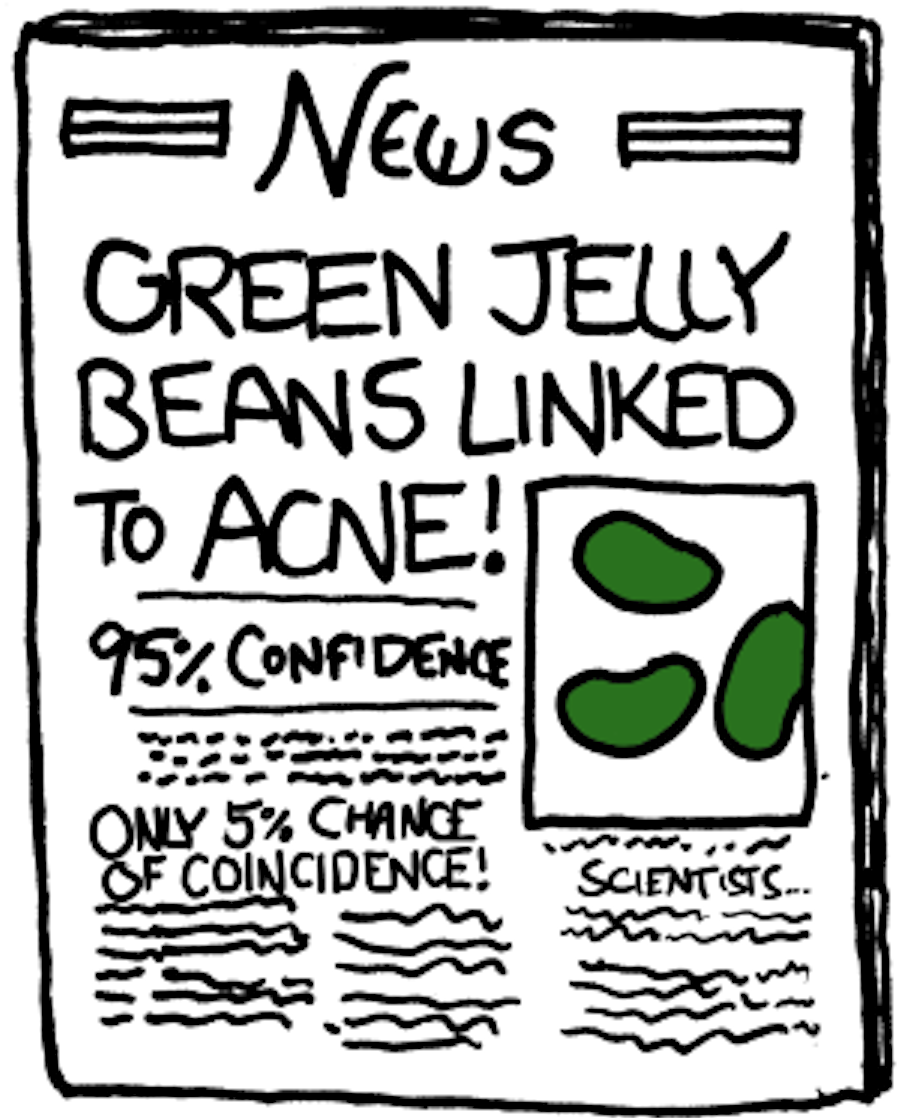 News
GREEN JELLY
BEANS LINKED
TO ACNE!
95% CONFIDENCE
ONLY 5% CHANCE
OF COINCIDENCE!
SCIENTISTS...